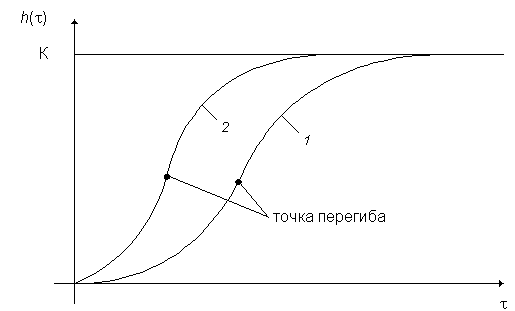 h(τ)
К
2
1
точка перегиба
τ